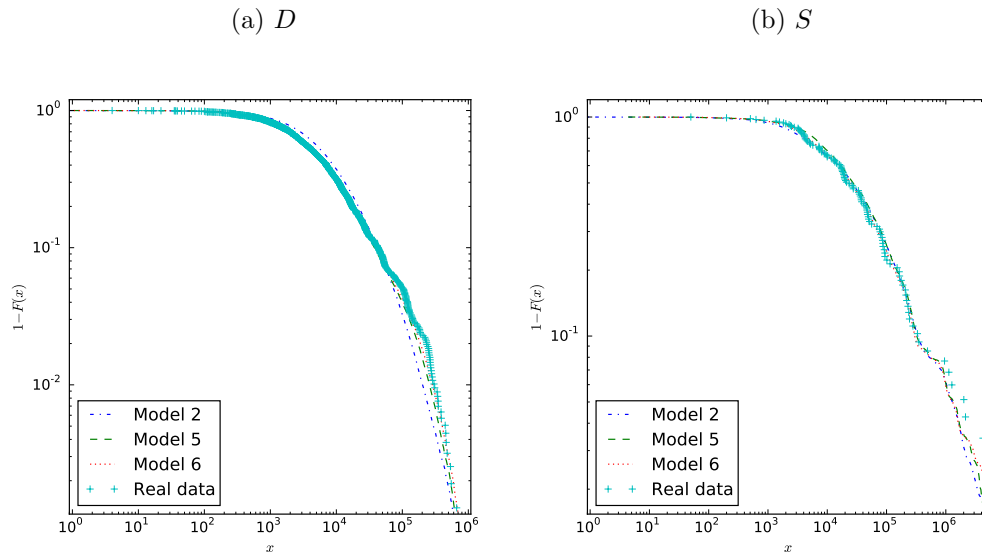 (a) D
(b) S
10^0
10^-1
10^-2
1−F(x)
10^0 10^1 10^2 10^3 10^4 10^5 10^6
x
Model 2
Model 5
Model 6
Real data
10^0
10^-1
1−F(x)
10^0 10^1 10^2 10^3 10^4 10^5 10^6
x
Model 2
Model 5
Model 6
Real data